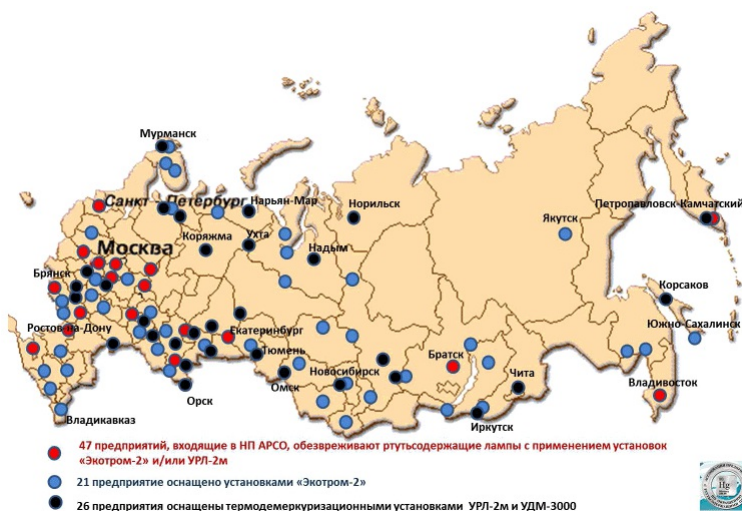 Мурманск
Санкт - Петербург
Нарьян-Мар
Норильск
Петропавловск-Камчатский
Якутск
Москва
Коряжма
Ухта
Надым
Брянск
Корсаков
Ростов-на-Дону
Екатеринбург
Южно-Сахалинск
Тюмень
Братск
Новосибирск
Чита
Владивосток
Омск
Орск
Иркутск
Владикавказ
47 предприятий, входящие в НП АРСО, обезвреживают ртутьсодержащие лампы с применением установок
«Экотром-2» и/или УРЛ-2м
21 предприятие оснащено установками «Экотром-2»
26 предприятия оснащены термодемеркуризационными установками УРЛ-2м и УДМ-3000
Hg